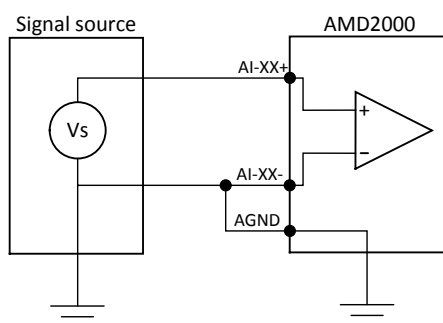 Signal source
AMD2000
AI-XX+
Vs
+
−
AI-XX-
AGND